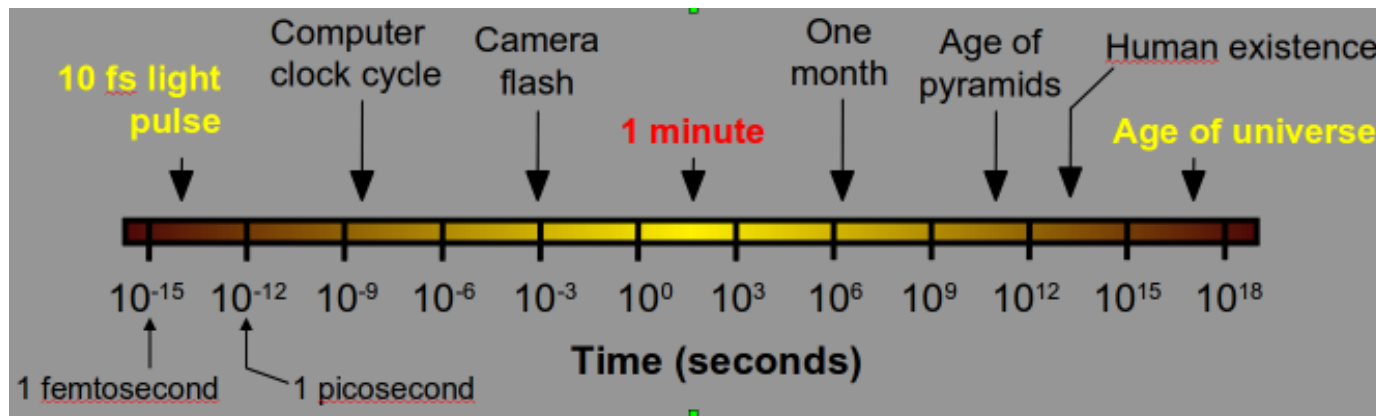 10 fs light
pulse
Computer
clock cycle
Camera
flash
1 minute
One
month
Age of
pyramids
Human existence
Age of universe
10⁻¹⁵ 10⁻¹² 10⁻⁹ 10⁻⁶ 10⁻³ 10⁰ 10³ 10⁶ 10⁹ 10¹² 10¹⁵ 10¹⁸
Time (seconds)
1 femtosecond
1 picosecond